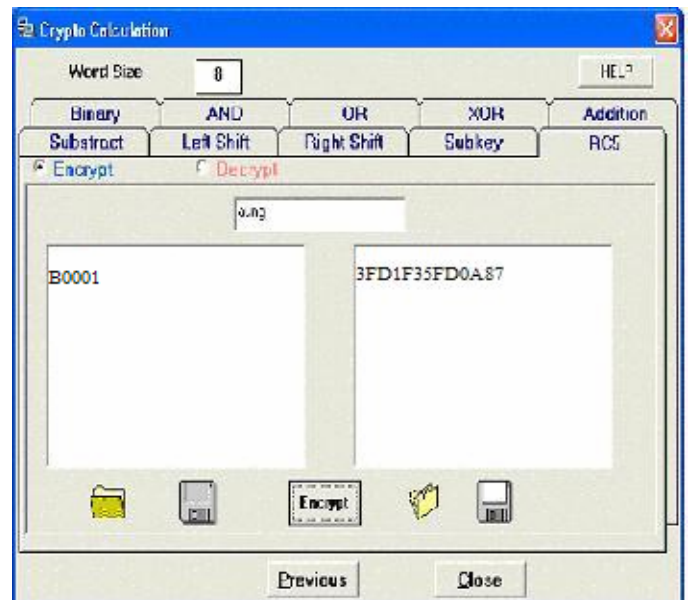 Crypto Calculation
Word Size 8 HELP
Binary AND OR XOR Addition
Substract Left Shift Right Shift Subkey RC5
Encrypt Decrypt
aung
B0001 3FD1F35FD0A87
Encrypt
Previous Close